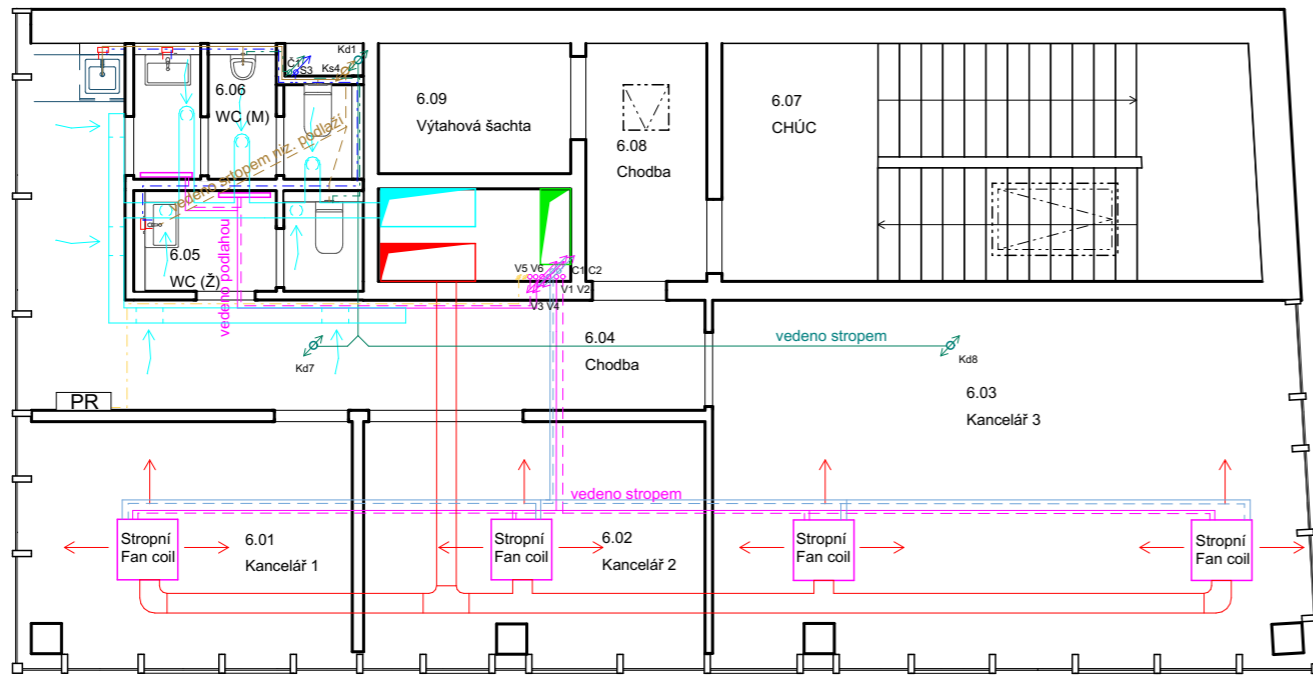 Kd1
Č1
S3
Ks4
6.06
WC (M)
6.09
Výtahová šachta
6.08
Chodba
6.07
CHÚC
vedeno srtopem niz. podlaží
6.05
WC (Ž)
vedeno podlahou
V5 V6
C1 C2
V1 V2
V3 V4
6.04
Chodba
vedeno stropem
Kd7
Kd8
PR
6.03
Kancelář 3
vedeno stropem
Stropní
Fan coil
6.01
Kancelář 1
Stropní
Fan coil
6.02
Kancelář 2
Stropní
Fan coil
Stropní
Fan coil